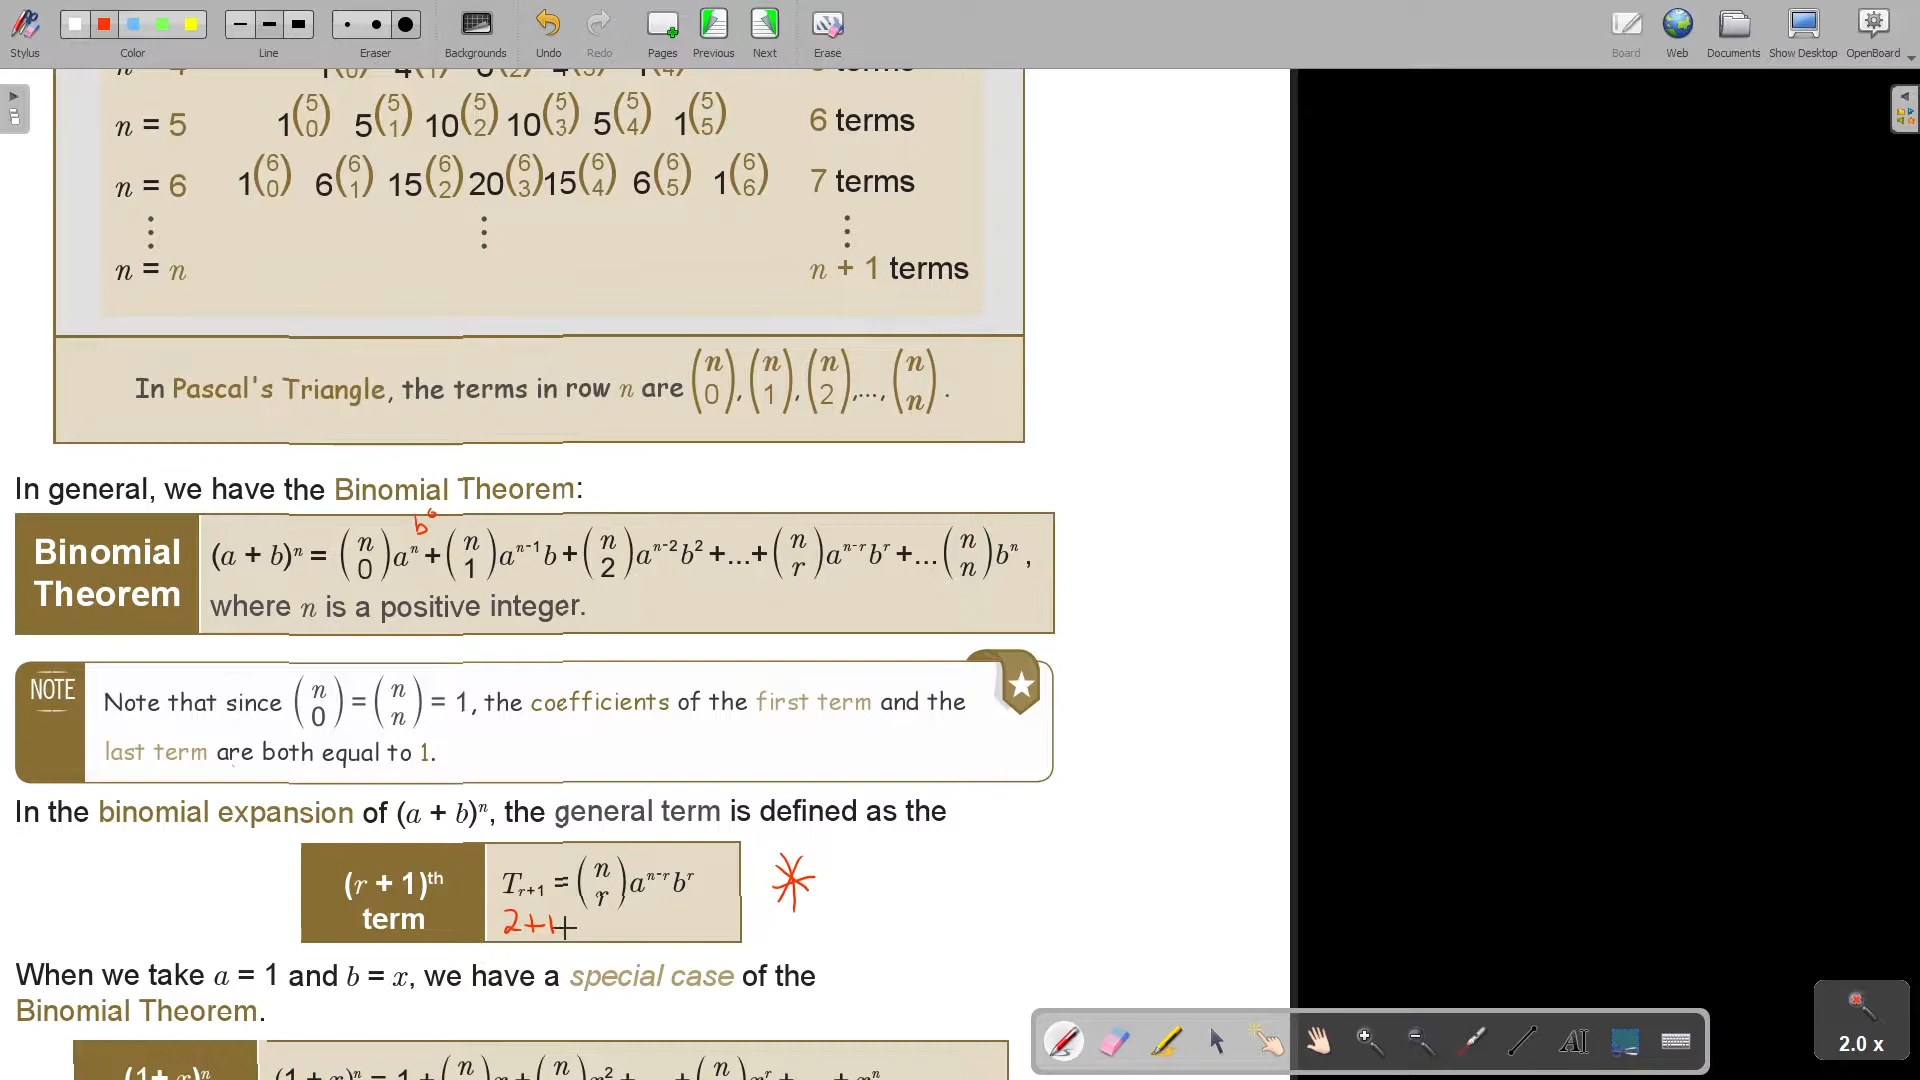 Stylus Color Line Eraser Backgrounds Undo Redo Pages Previous Next Erase Board Web Documents Show Desktop OpenBoard
n = 5 1(5 0) 5(5 1) 10(5 2) 10(5 3) 5(5 4) 1(5 5) 6 terms
n = 6 1(6 0) 6(6 1) 15(6 2) 20(6 3) 15(6 4) 6(6 5) 1(6 6) 7 terms
⋮ ⋮ ⋮
n = n n + 1 terms
In Pascal's Triangle, the terms in row n are (n 0), (n 1), (n 2),..., (n n).
In general, we have the Binomial Theorem:
b⁰
Binomial Theorem
(a + b)ⁿ = (n 0)aⁿ + (n 1)aⁿ⁻¹b + (n 2)aⁿ⁻²b² +...+ (n r)aⁿ⁻ʳbʳ +...(n n)bⁿ,
where n is a positive integer.
NOTE
Note that since (n 0) = (n n) = 1, the coefficients of the first term and the
last term are both equal to 1.
In the binomial expansion of (a + b)ⁿ, the general term is defined as the
(r + 1)ᵗʰ term
Tᵣ₊₁ = (n r)aⁿ⁻ʳbʳ
2+1
When we take a = 1 and b = x, we have a special case of the
Binomial Theorem.
(1 + x)ⁿ (1 + x)ⁿ = 1 + (n )x + (n )x² + ... + (n )xʳ + ... + xⁿ
2.0 x